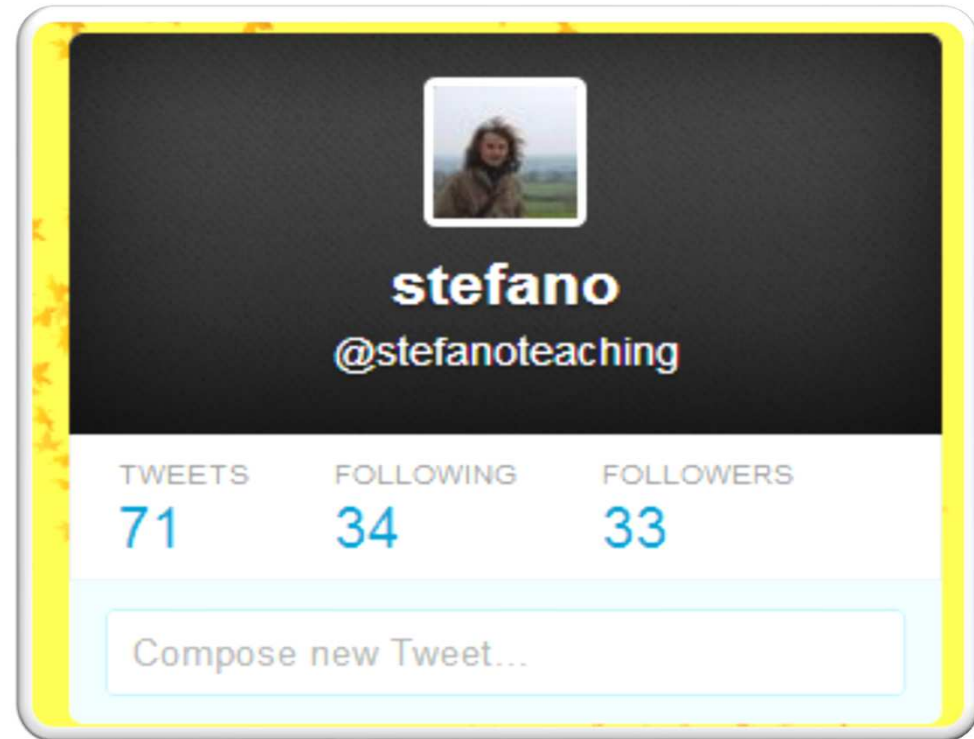 stefano
@stefanoteaching
TWEETS FOLLOWING FOLLOWERS
71 34 33
Compose new Tweet...